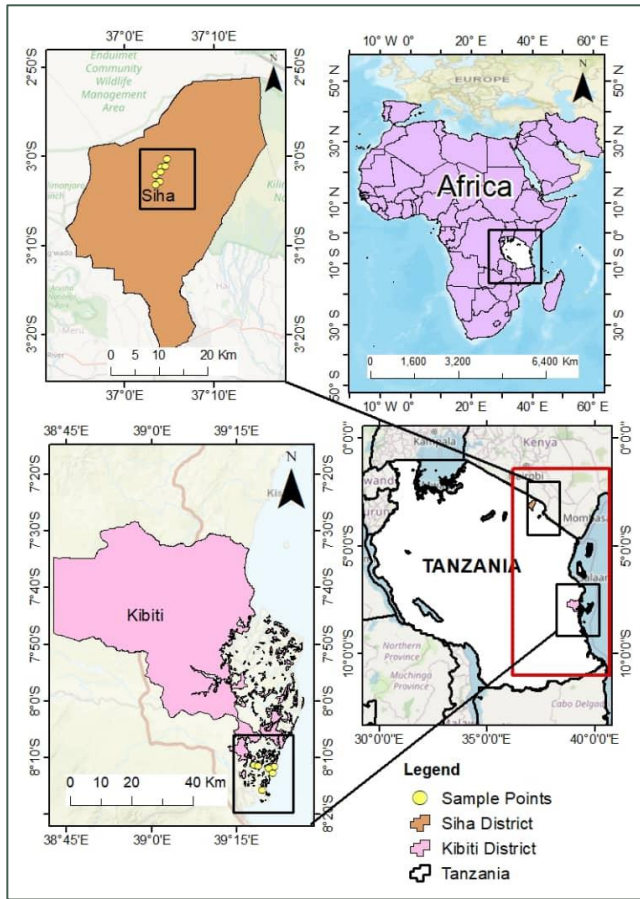 37°0'E 37°10'E
2°50'S
3°0'S
3°10'S
3°20'S
Enduimet
Community
Wildlife
Management
Area
N
Siha
Hai
Meru
River
0 5 10 20 Km
37°0'E 37°10'E
2°50'S
3°0'S
3°10'S
3°20'S
10° W 0° 20° E 40° E 60° E
50°N
30°N
10°N
0°
10°S
30°S
50°S
EUROPE
N
Africa
0 1,600 3,200 6,400 Km
50°N
30°N
10°N
0°
10°S
30°S
50°S
10° W 0° 20° E 40° E 60° E
38°45'E 39°0'E 39°15'E
7°20'S
7°30'S
7°40'S
7°50'S
8°0'S
8°10'S
8°20'S
N
Kibiti
0 10 20 40 Km
7°20'S
7°30'S
7°40'S
7°50'S
8°0'S
8°10'S
8°20'S
38°45'E 39°0'E 39°15'E
0°0'0"
5°0'0"S
10°0'0"S
Kampala
Kenya
Mombasa
TANZANIA
Northern
Province
Muchinga
Province
Cabo Delgado
0°0'0"
5°0'0"S
10°0'0"S
30°0'0"E 35°0'0"E 40°0'0"E
Legend
Sample Points
Siha District
Kibiti District
Tanzania